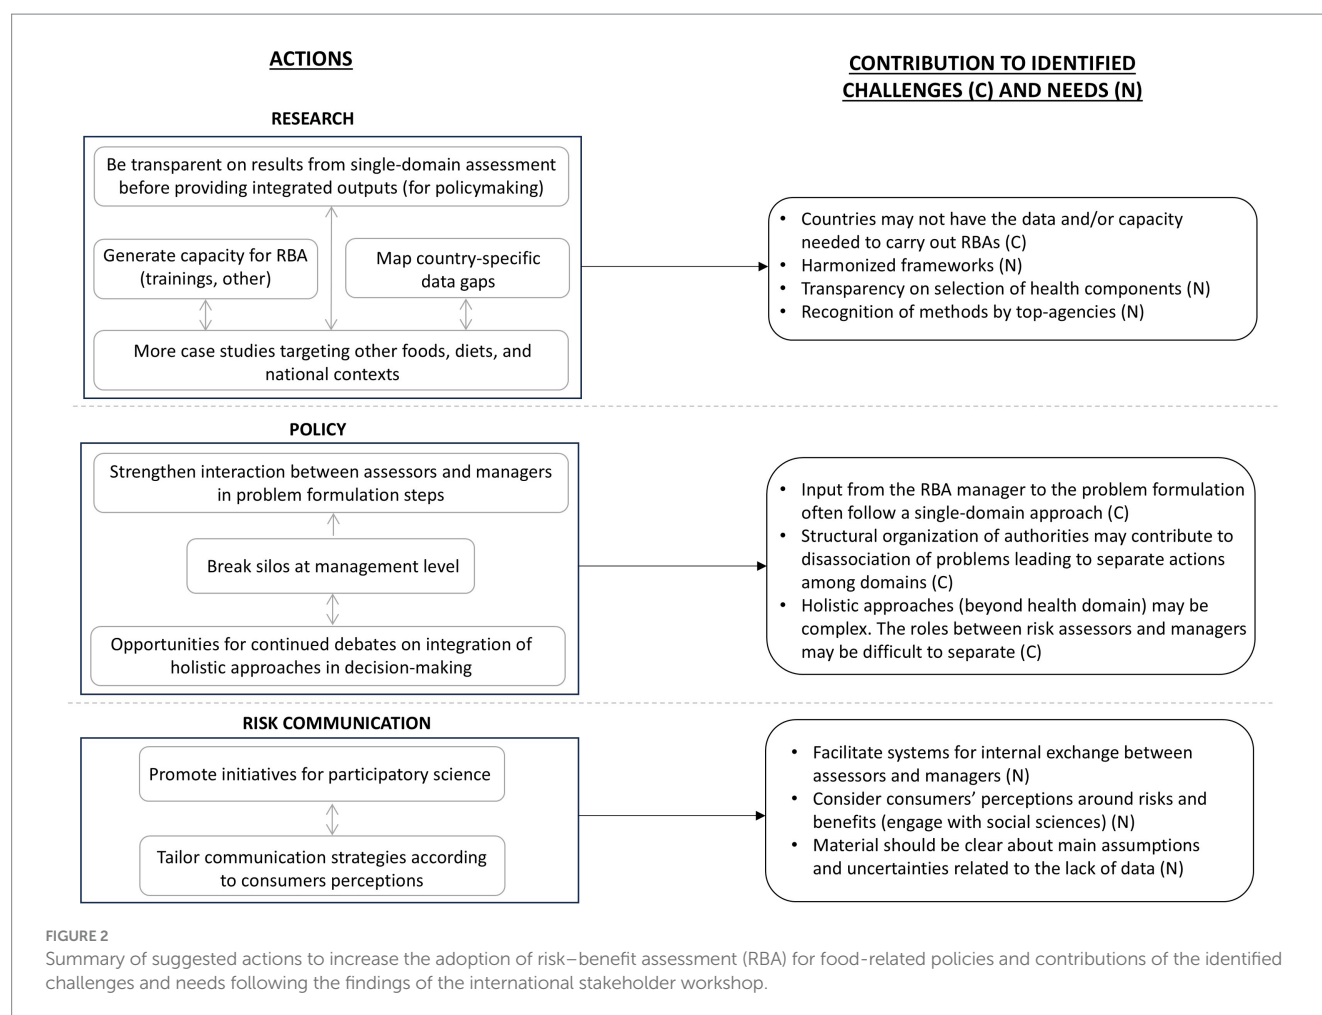 ACTIONS
CONTRIBUTION TO IDENTIFIED
CHALLENGES (C) AND NEEDS (N)
RESEARCH
Be transparent on results from single-domain assessment
before providing integrated outputs (for policymaking)
Generate capacity for RBA
(trainings, other)
Map country-specific
data gaps
More case studies targeting other foods, diets, and
national contexts
• Countries may not have the data and/or capacity
needed to carry out RBAs (C)
• Harmonized frameworks (N)
• Transparency on selection of health components (N)
• Recognition of methods by top-agencies (N)
POLICY
Strengthen interaction between assessors and managers
in problem formulation steps
Break silos at management level
Opportunities for continued debates on integration of
holistic approaches in decision-making
• Input from the RBA manager to the problem formulation
often follow a single-domain approach (C)
• Structural organization of authorities may contribute to
disassociation of problems leading to separate actions
among domains (C)
• Holistic approaches (beyond health domain) may be
complex. The roles between risk assessors and managers
may be difficult to separate (C)
RISK COMMUNICATION
Promote initiatives for participatory science
Tailor communication strategies according
to consumers perceptions
• Facilitate systems for internal exchange between
assessors and managers (N)
• Consider consumers’ perceptions around risks and
benefits (engage with social sciences) (N)
• Material should be clear about main assumptions
and uncertainties related to the lack of data (N)
FIGURE 2
Summary of suggested actions to increase the adoption of risk–benefit assessment (RBA) for food-related policies and contributions of the identified
challenges and needs following the findings of the international stakeholder workshop.